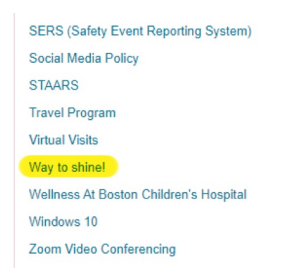 SERS (Safety Event Reporting System)
Social Media Policy
STAARS
Travel Program
Virtual Visits
Way to shine!
Wellness At Boston Children's Hospital
Windows 10
Zoom Video Conferencing